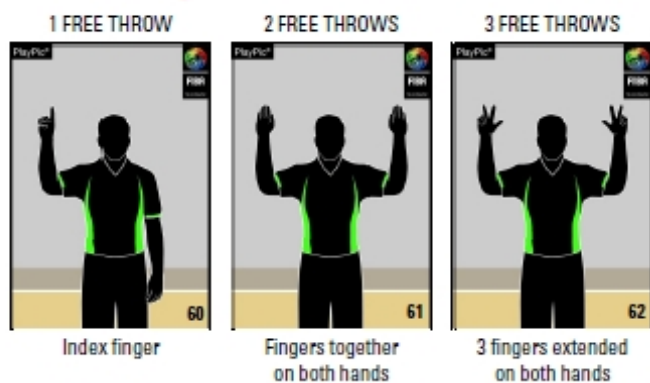 1 FREE THROW
2 FREE THROWS
3 FREE THROWS
PlayPic®
FIBA
PlayPic®
FIBA
PlayPic®
FIBA
60
61
62
Index finger
Fingers together
on both hands
3 fingers extended
on both hands